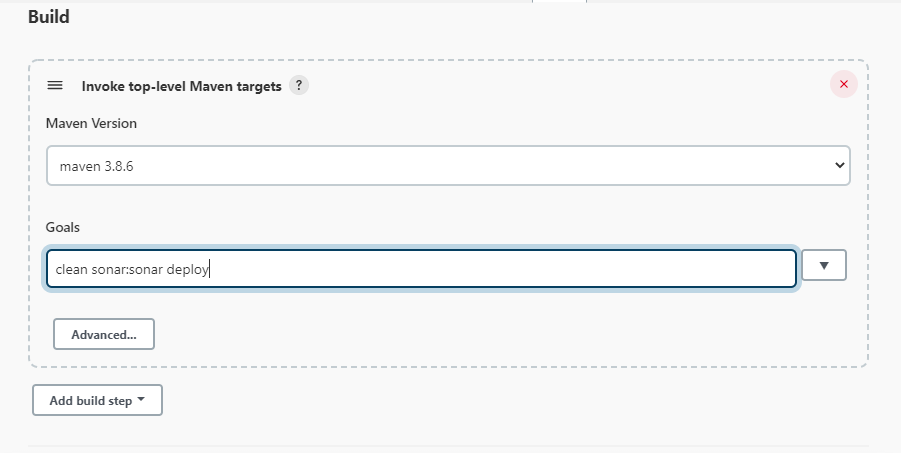 Build
Invoke top-level Maven targets ?
Maven Version
maven 3.8.6
Goals
clean sonar:sonar deploy
Advanced...
Add build step